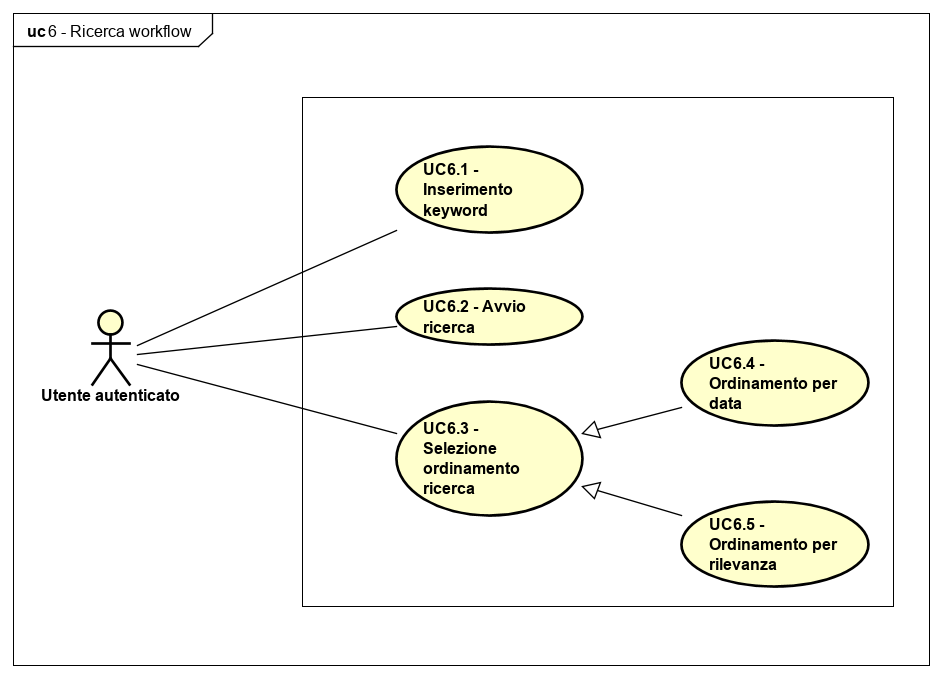 uc 6 - Ricerca workflow
UC6.1 -
Inserimento
keyword
UC6.2 - Avvio
ricerca
UC6.4 -
Ordinamento per
data
Utente autenticato
UC6.3 -
Selezione
ordinamento
ricerca
UC6.5 -
Ordinamento per
rilevanza